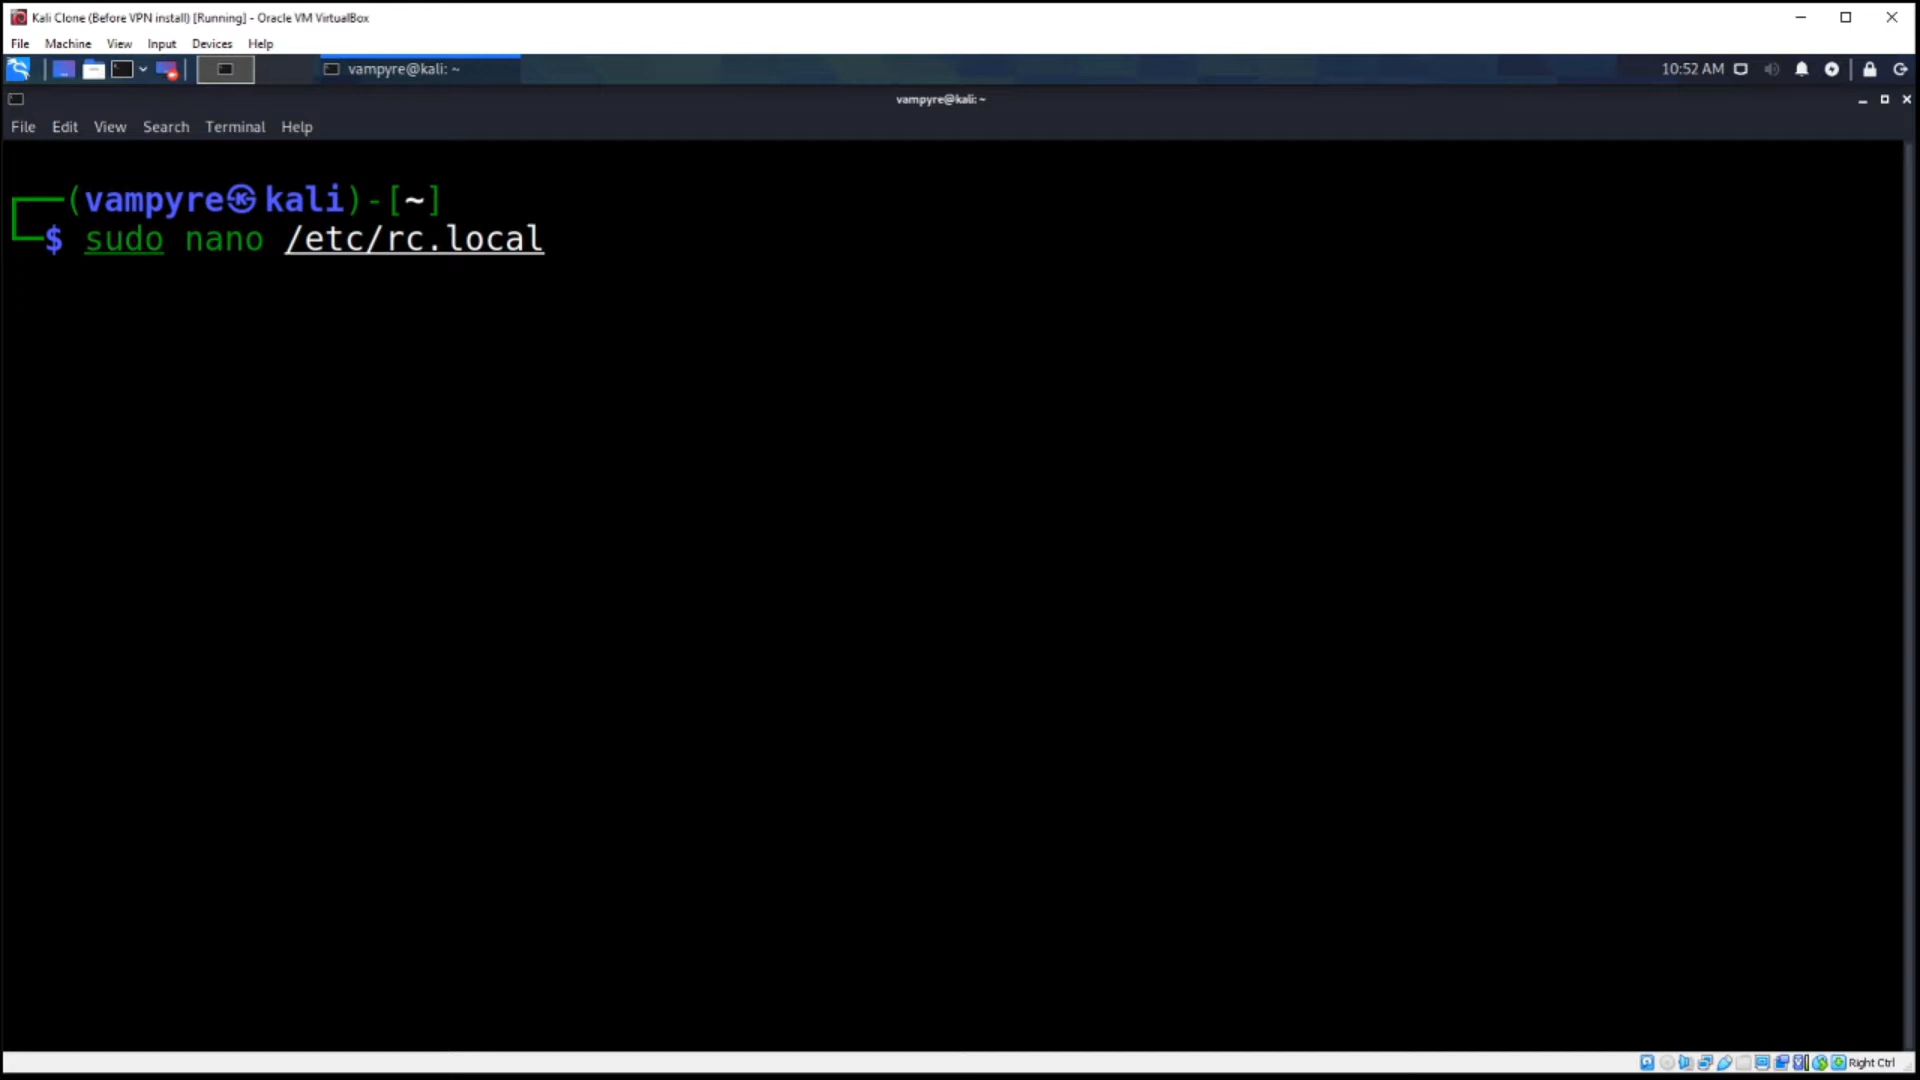 Kali Clone (Before VPN install) [Running] - Oracle VM VirtualBox
File Machine View Input Devices Help
vampyre@kali: ~ 10:52 AM
vampyre@kali: ~
File Edit View Search Terminal Help
┌──(vampyre㉿kali)-[~]
└─$ sudo nano /etc/rc.local
Right Ctrl